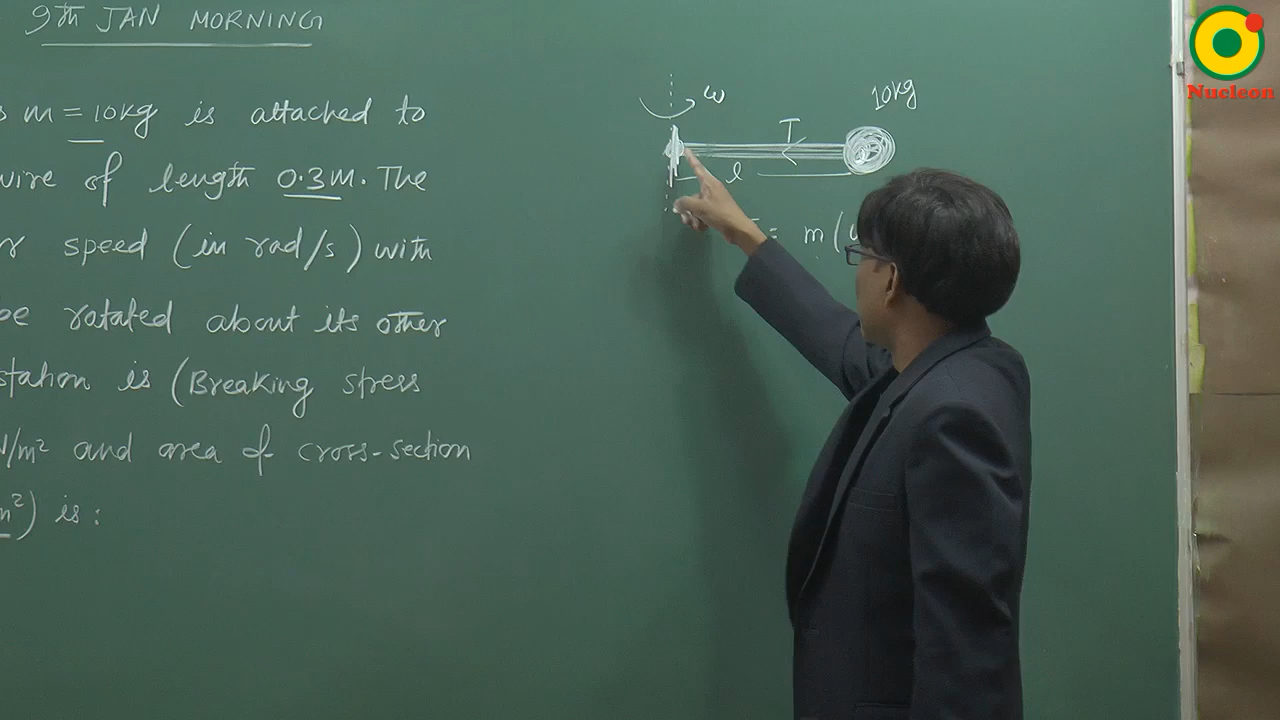 9th JAN MORNING
m = 10kg is attached to
wire of length 0.3m. The
speed (in rad/s) with
be rotated about its other
station is (Breaking stress
N/m² and area of cross-section
m²) is:
ω
10kg
T
l
= m(
Nucleon